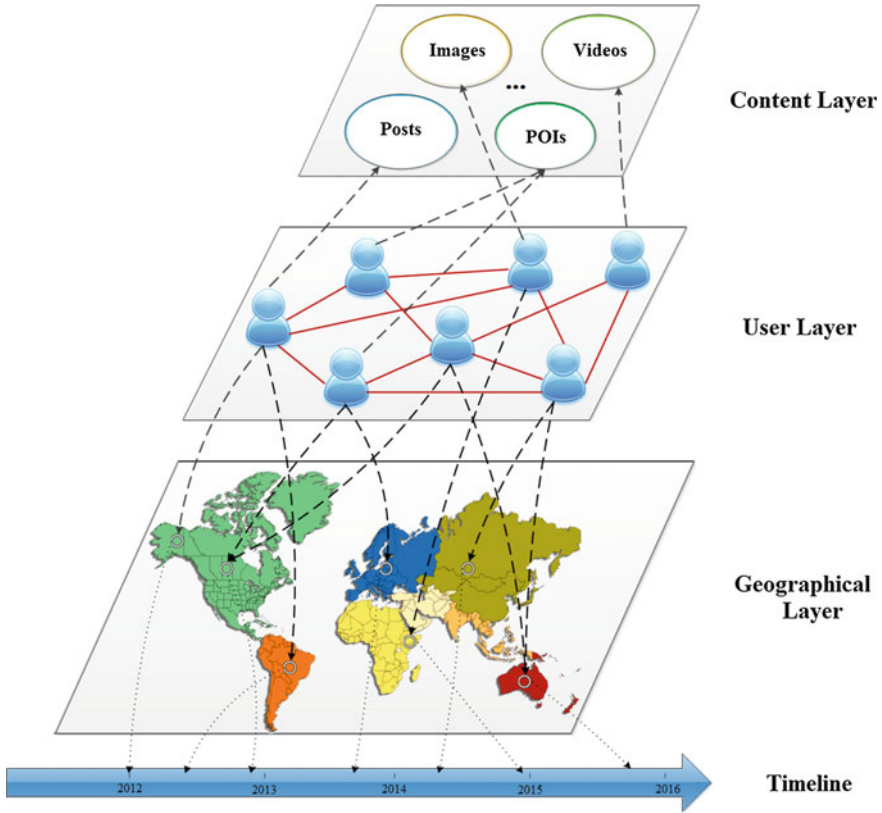 Images
Videos
...
Posts
POIs
Content Layer
User Layer
Geographical
Layer
2012
2013
2014
2015
2016
Timeline